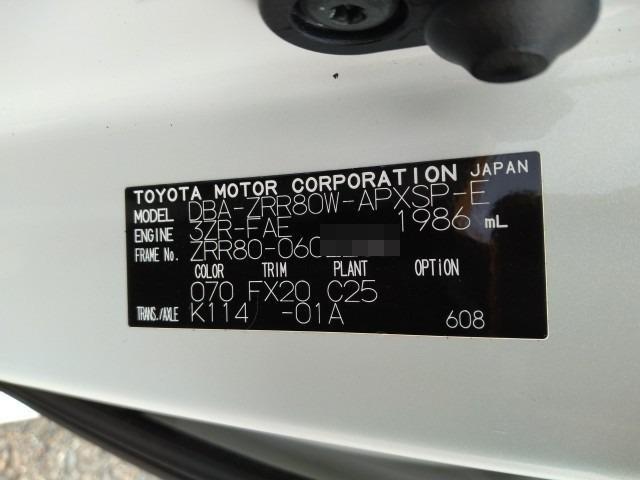 TOYOTA MOTOR CORPORATION JAPAN
MODEL DBA-ZRR80W-APXSP-E
ENGINE 3ZR-FAE 1986 mL
FRAME No. ZRR80-060
COLOR TRIM PLANT OPTION
070 FX20 C25
TRANS./AXLE K114 -01A 608